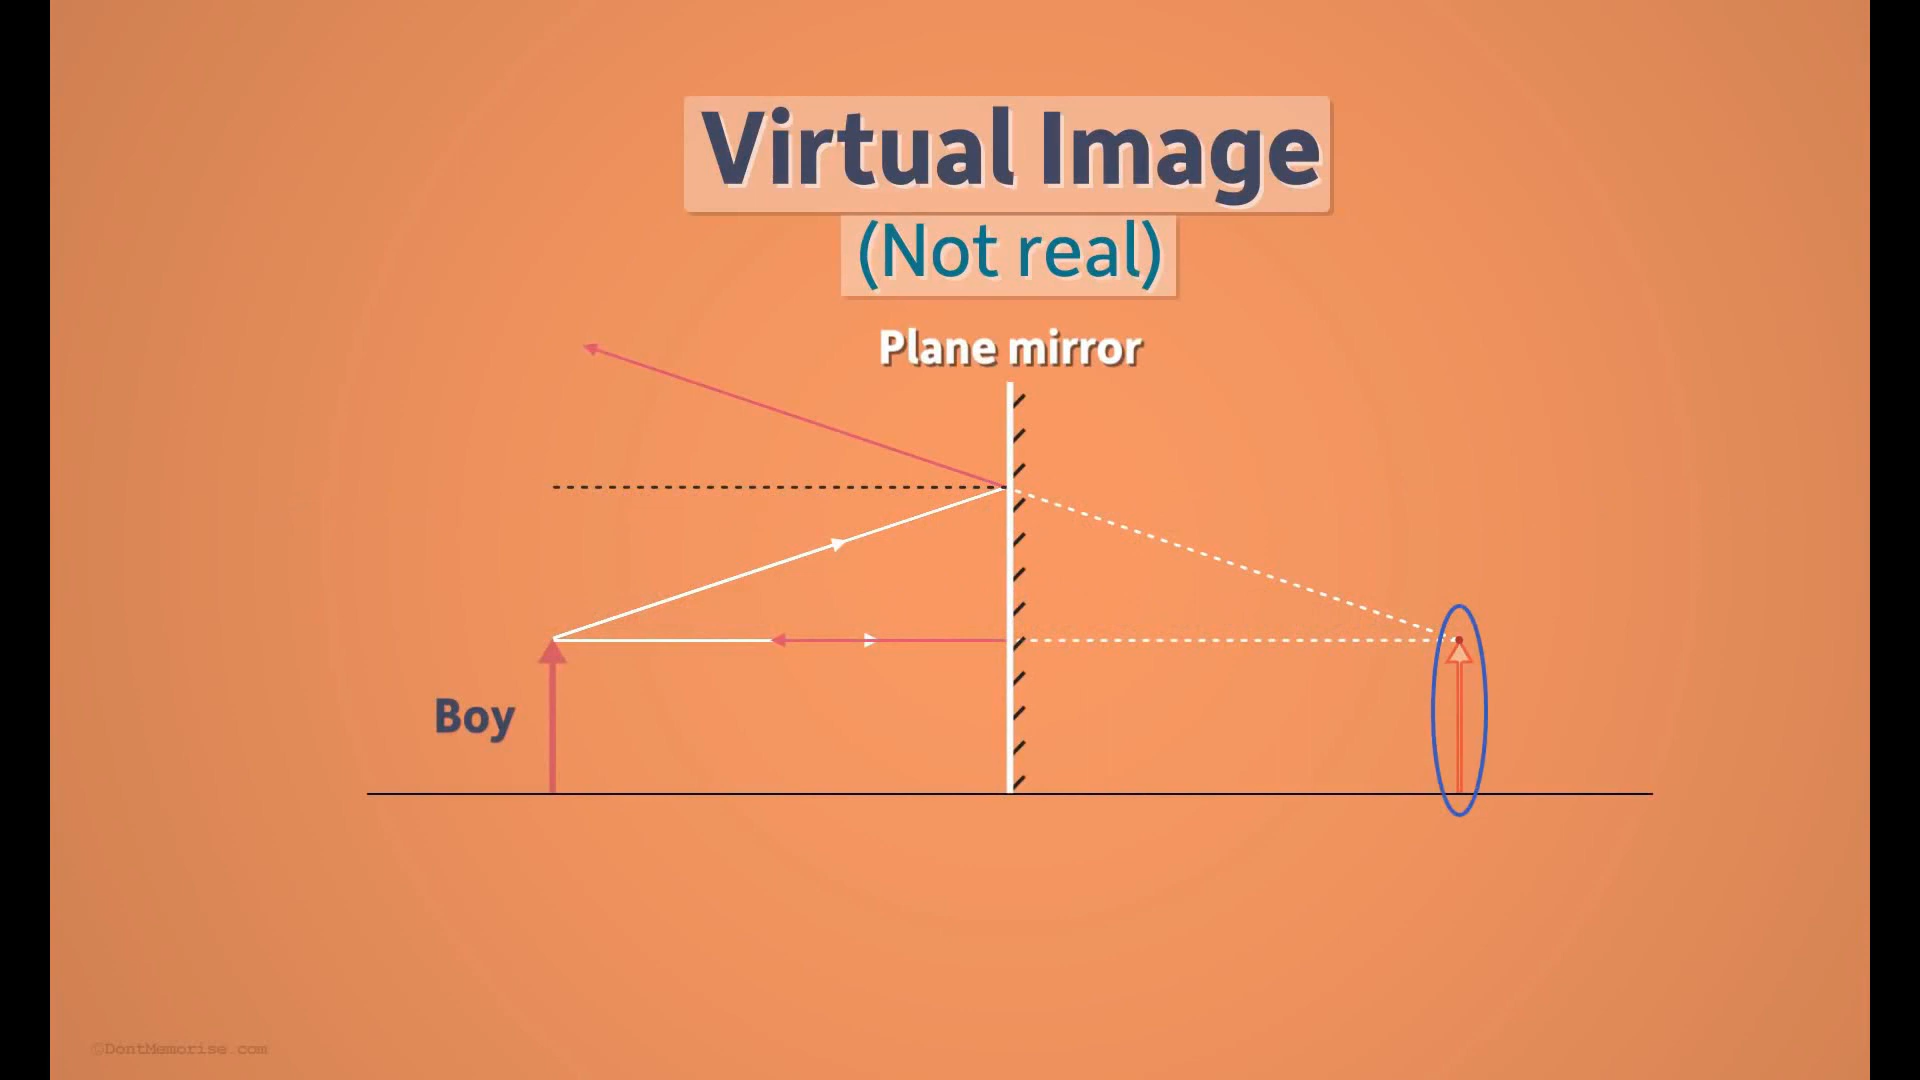 Virtual Image
(Not real)
Plane mirror
Boy
©DontMemorise.com